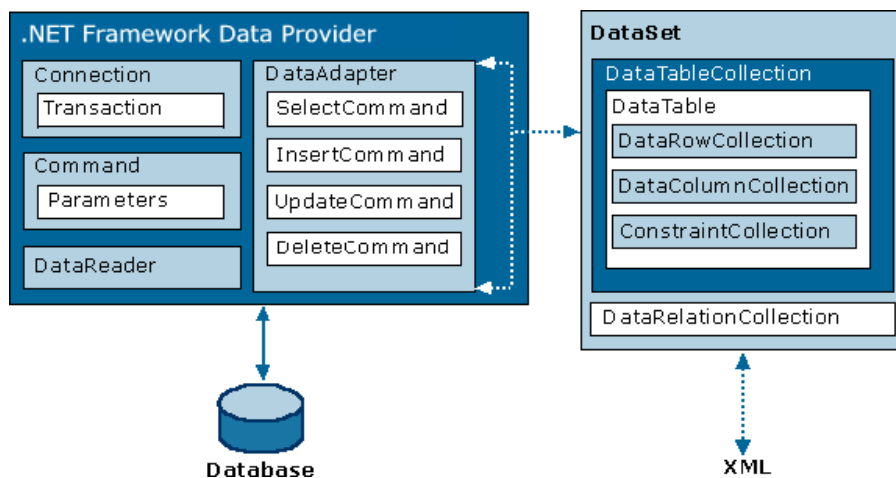 .NET Framework Data Provider
Connection
Transaction
Command
Parameters
DataReader
DataAdapter
SelectCommand
InsertCommand
UpdateCommand
DeleteCommand
Database
DataSet
DataTableCollection
DataTable
DataRowCollection
DataColumnCollection
ConstraintCollection
DataRelationCollection
XML